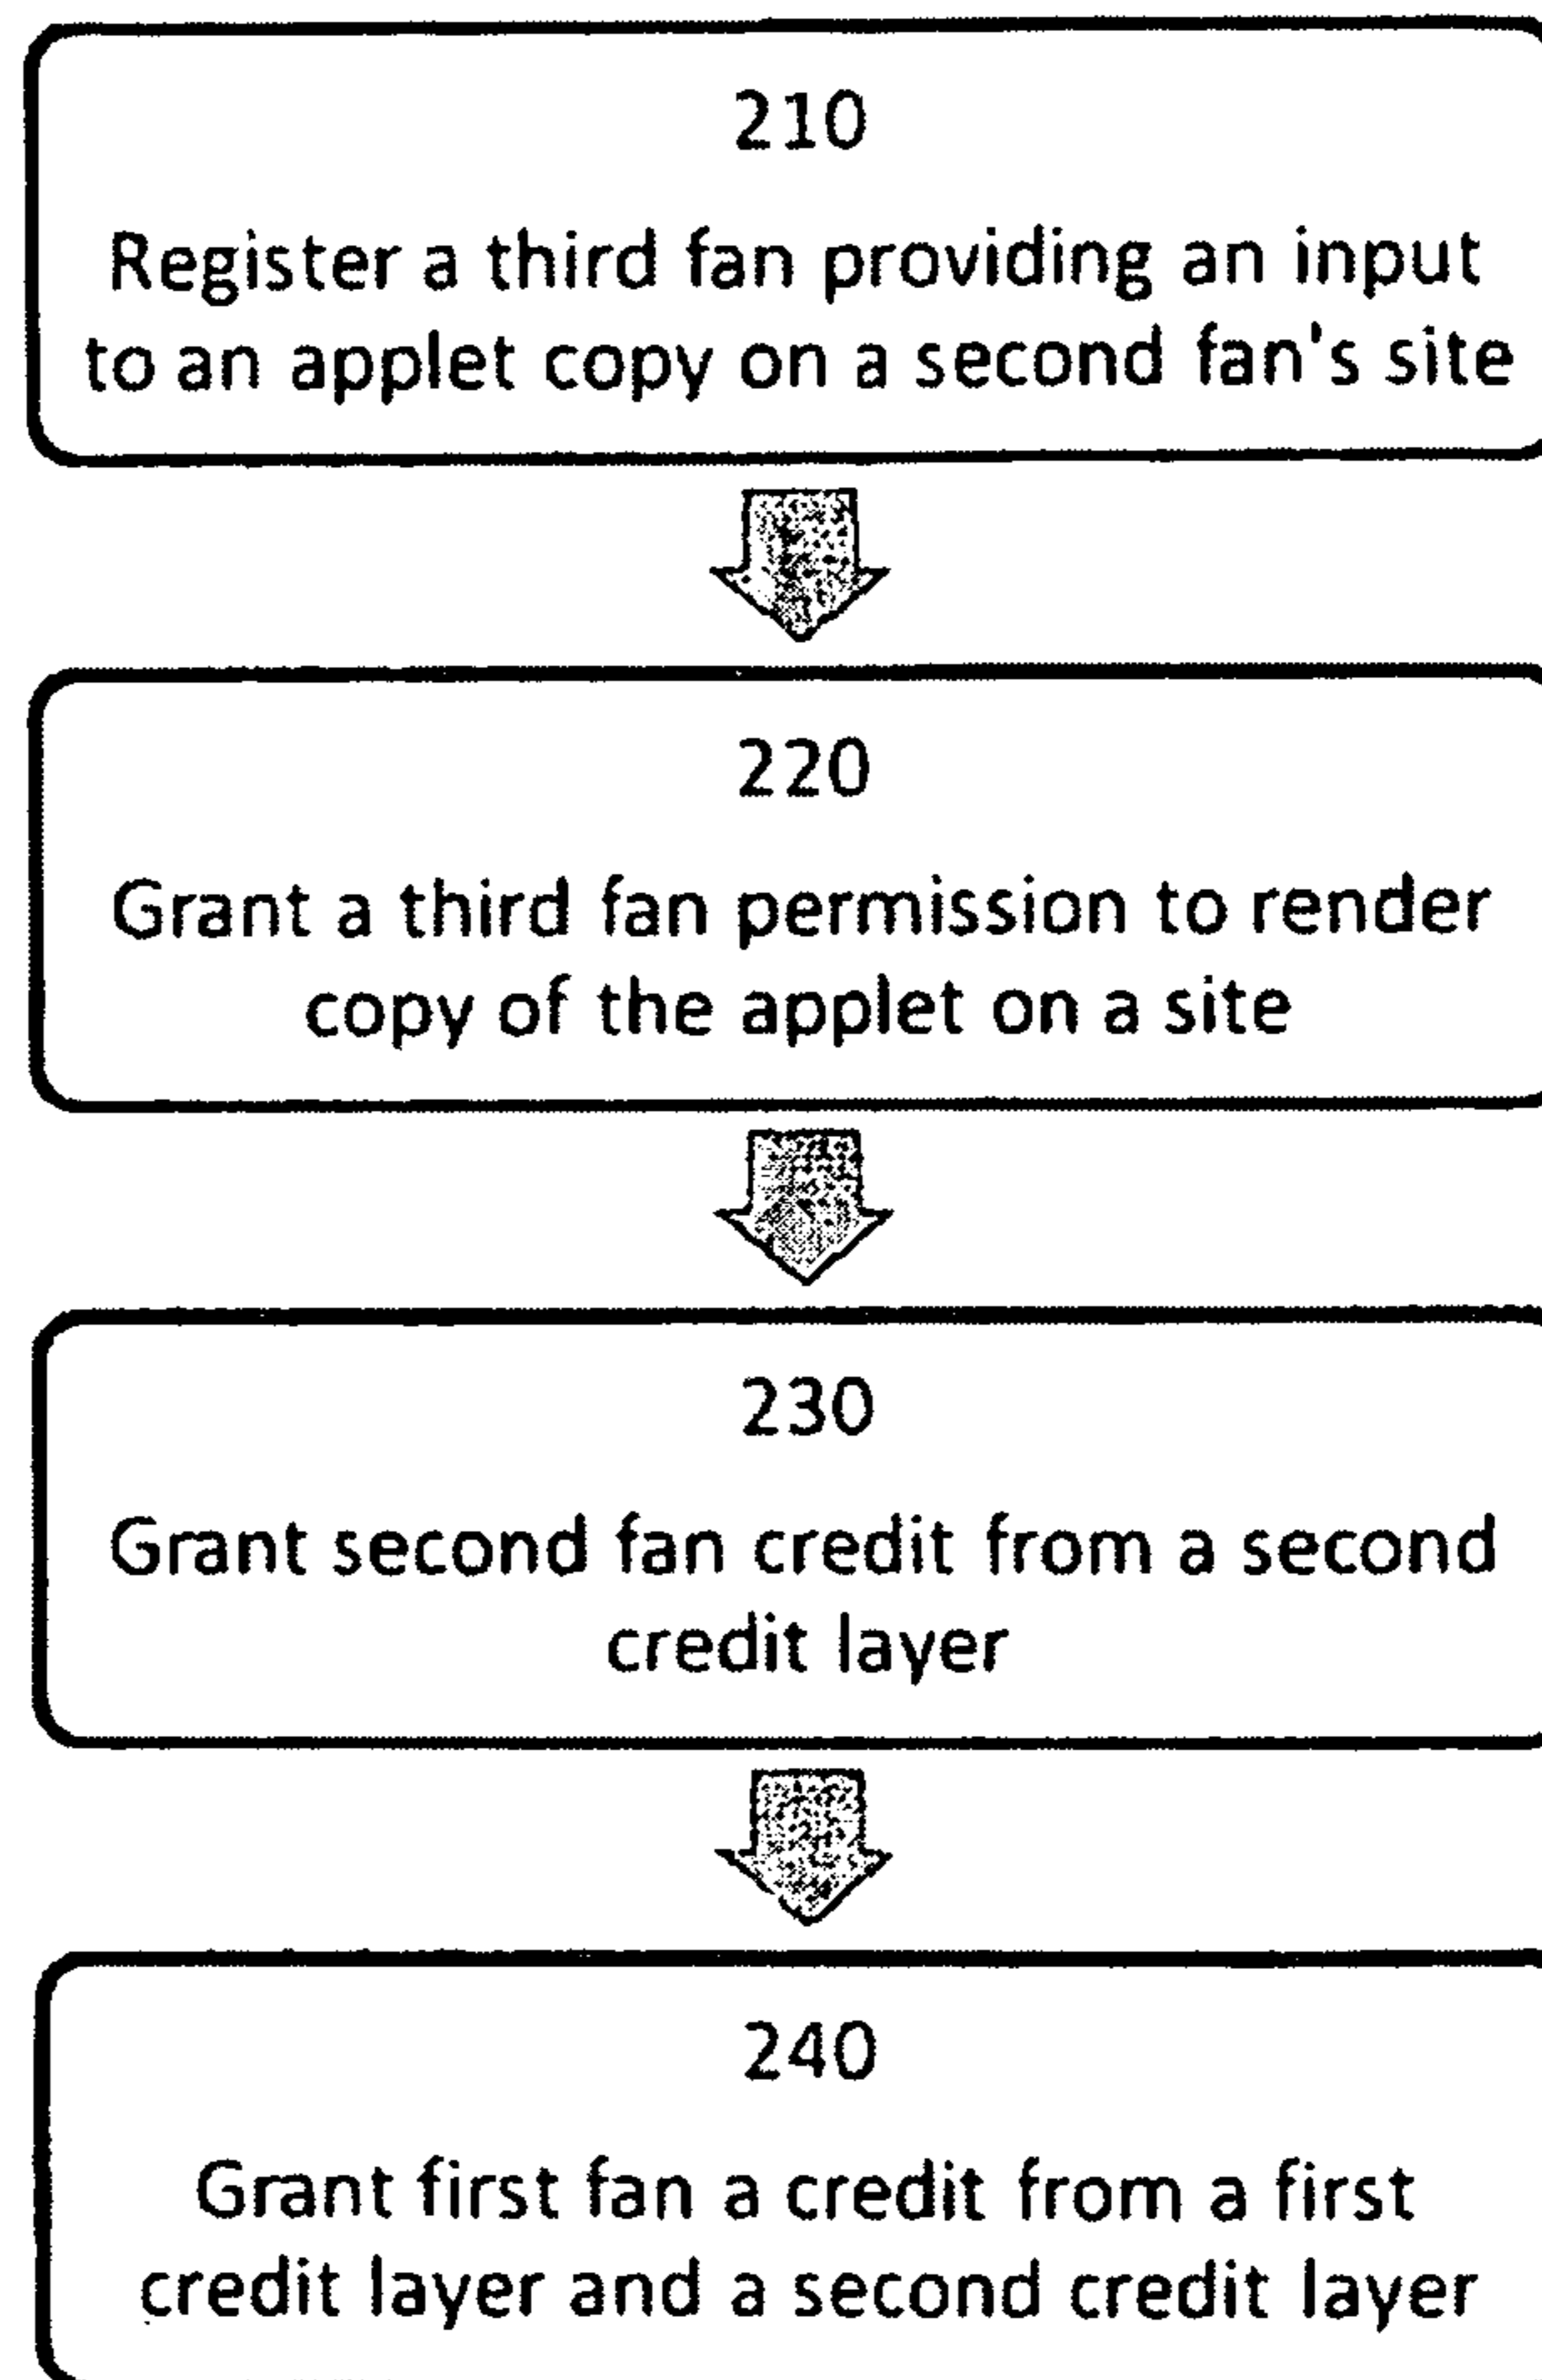 210
Register a third fan providing an input
to an applet copy on a second fan's site
220
Grant a third fan permission to render
copy of the applet on a site
230
Grant second fan credit from a second
credit layer
240
Grant first fan a credit from a first
credit layer and a second credit layer